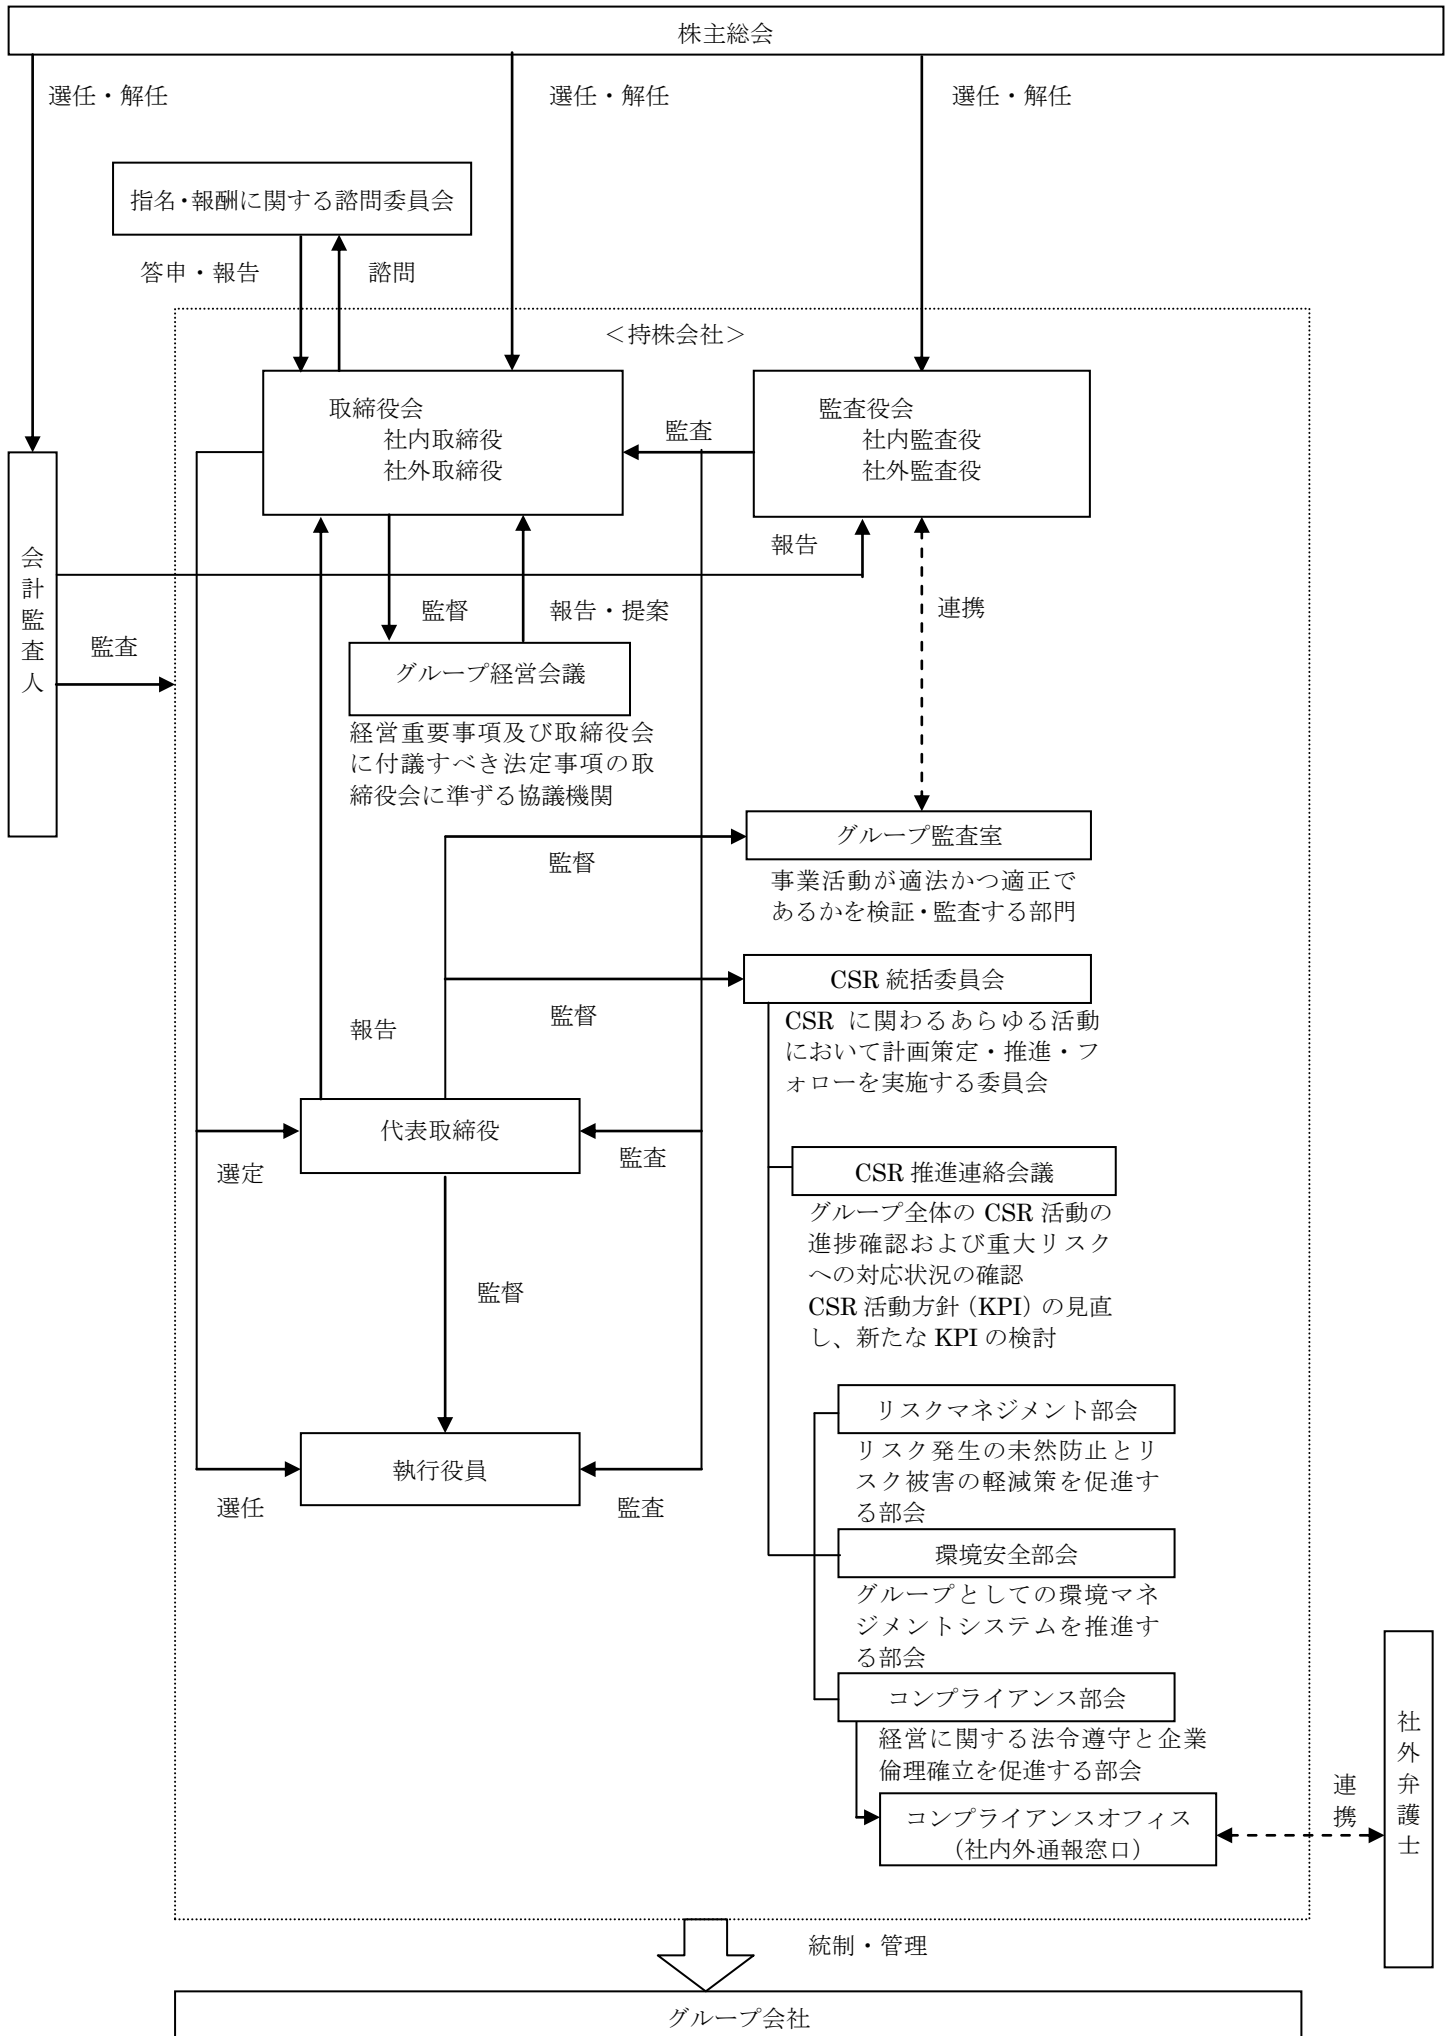 株主総会
選任・解任
選任・解任
選任・解任
指名・報酬に関する諮問委員会
答申・報告
諮問
＜持株会社＞
取締役会
社内取締役
社外取締役
監査
監査役会
社内監査役
社外監査役
会計監査人
報告
監査
監督
報告・提案
連携
グループ経営会議
経営重要事項及び取締役会
に付議すべき法定事項の取
締役会に準ずる協議機関
グループ監査室
監督
事業活動が適法かつ適正で
あるかを検証・監査する部門
CSR 統括委員会
監督
報告
CSR に関わるあらゆる活動
において計画策定・推進・フ
ォローを実施する委員会
代表取締役
選定
監査
CSR 推進連絡会議
グループ全体の CSR 活動の
進捗確認および重大リスク
への対応状況の確認
CSR 活動方針（KPI）の見直
し、新たな KPI の検討
監督
リスクマネジメント部会
リスク発生の未然防止とリ
スク被害の軽減策を促進す
る部会
執行役員
選任
監査
環境安全部会
グループとしての環境マネ
ジメントシステムを推進す
る部会
コンプライアンス部会
経営に関する法令遵守と企業
倫理確立を促進する部会
コンプライアンスオフィス
（社内外通報窓口）
連携
社外弁護士
統制・管理
グループ会社